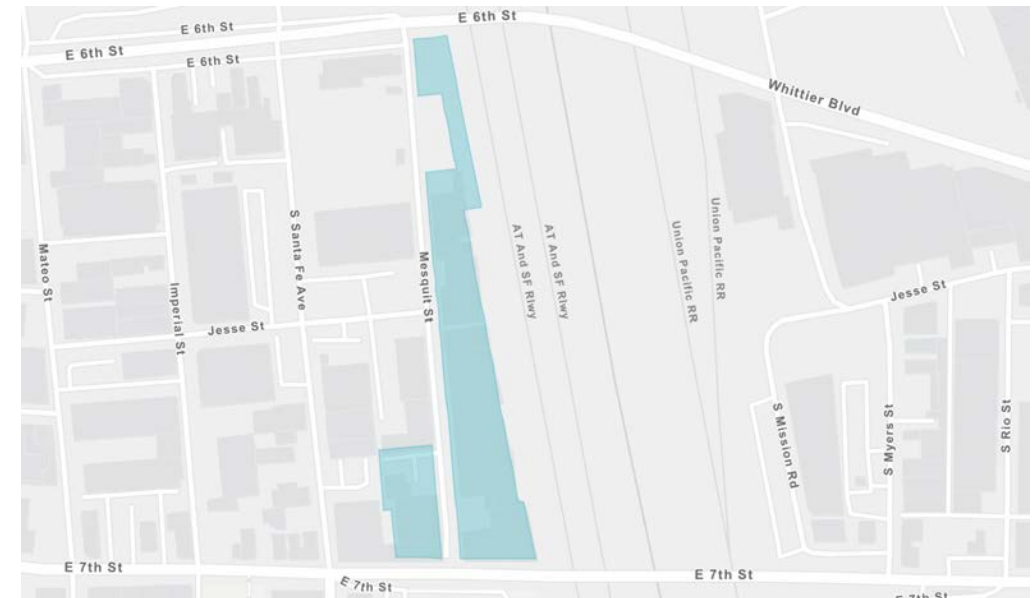 E 6th St
E 6th St
E 6th St
E 6th St
Whittier Blvd
Mateo St
Imperial St
S Santa Fe Ave
Mesquit St
AT And SF Rlwy
AT And SF Rlwy
Union Pacific RR
Union Pacific RR
Jesse St
Jesse St
S Mission Rd
S Myers St
S Rio St
E 7th St
E 7th St
E 7th St
E 7th St